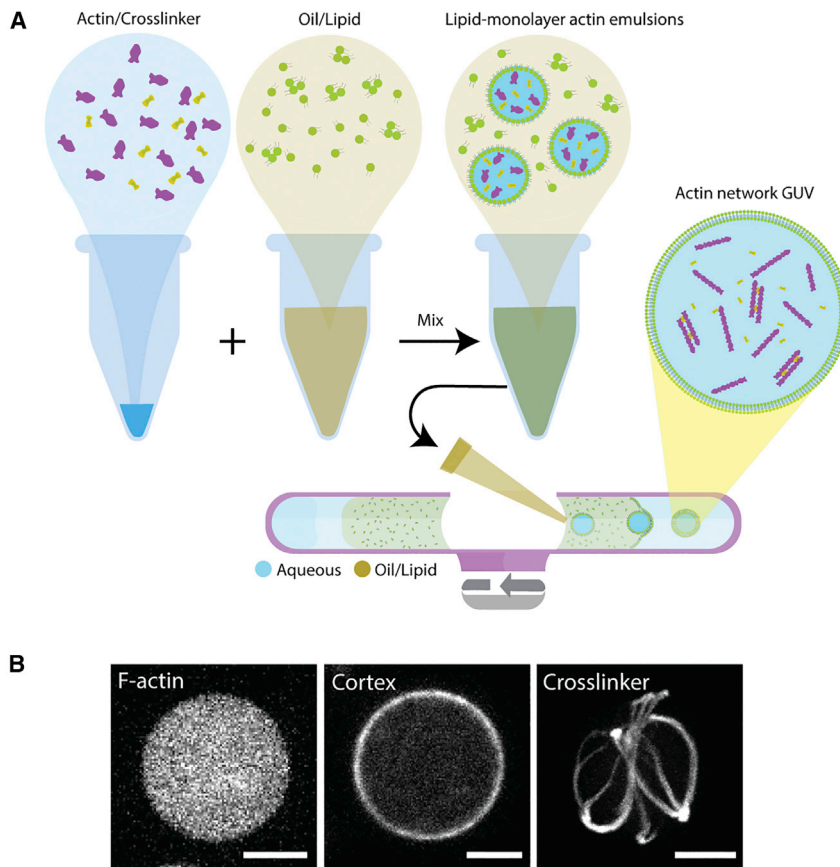 A
Actin/Crosslinker
Oil/Lipid
Lipid-monolayer actin emulsions
Actin network GUV
+
Mix
Aqueous
Oil/Lipid
B
F-actin
Cortex
Crosslinker